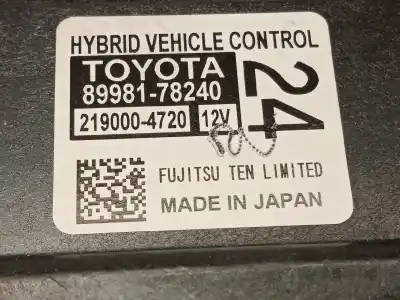 HYBRID VEHICLE CONTROL
TOYOTA
89981-78240
219000-4720 12V
24
FUJITSU TEN LIMITED
MADE IN JAPAN